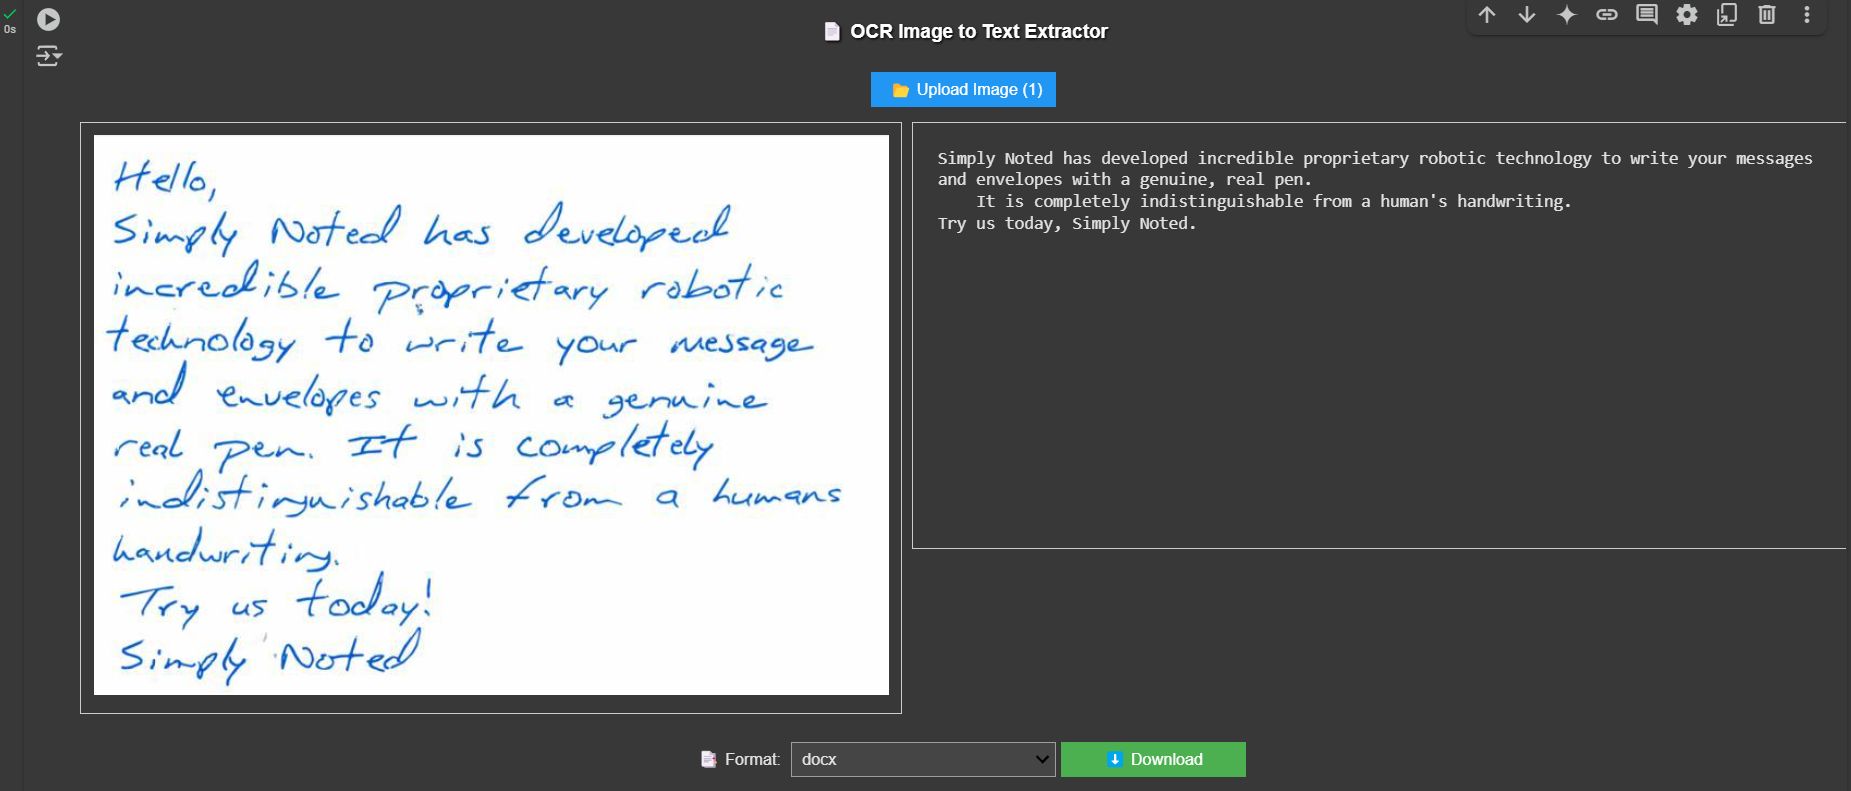 0s
📄 OCR Image to Text Extractor
📂 Upload Image (1)
Hello,
Simply Noted has developed
incredible proprietary robotic
technology to write your message
and envelopes with a genuine
real pen. It is completely
indistinguishable from a humans
handwriting.
Try us today!
Simply Noted
Simply Noted has developed incredible proprietary robotic technology to write your messages
and envelopes with a genuine, real pen.
It is completely indistinguishable from a human's handwriting.
Try us today, Simply Noted.
Format: docx
Download